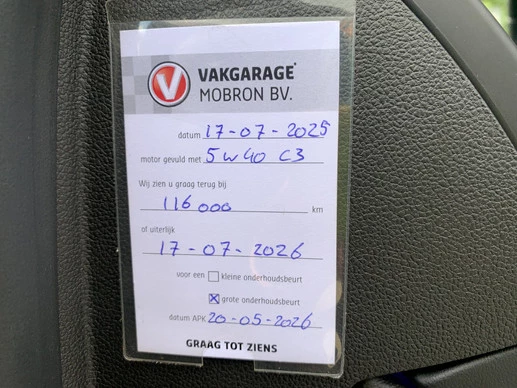 V
VAKGARAGE
MOBRON BV.
datum 17-07-2025
motor gevuld met 5W40 C3
Wij zien u graag terug bij
116000 km
of uiterlijk
17-07-2026
voor een ☐ kleine onderhoudsbeurt
☒ grote onderhoudsbeurt
datum APK 20-05-2026
GRAAG TOT ZIENS